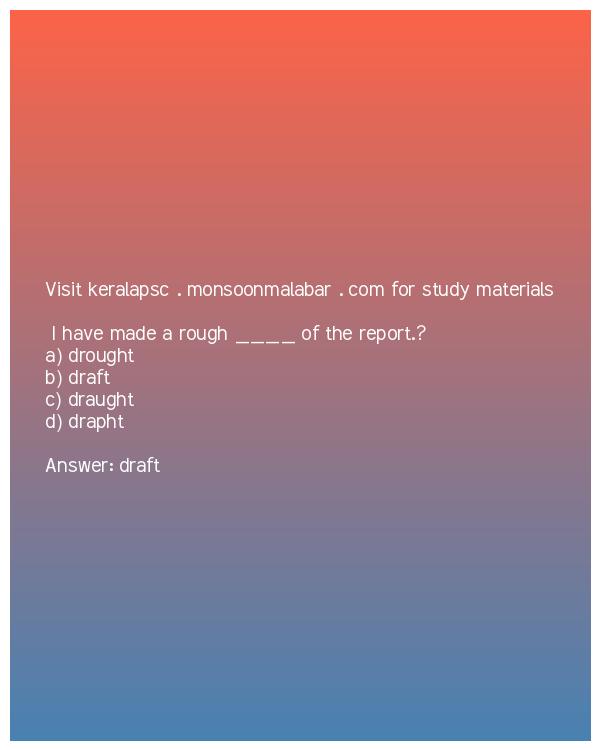 Visit keralapsc . monsoonmalabar . com for study materials
I have made a rough ____ of the report.?
a) drought
b) draft
c) draught
d) drapht
Answer: draft